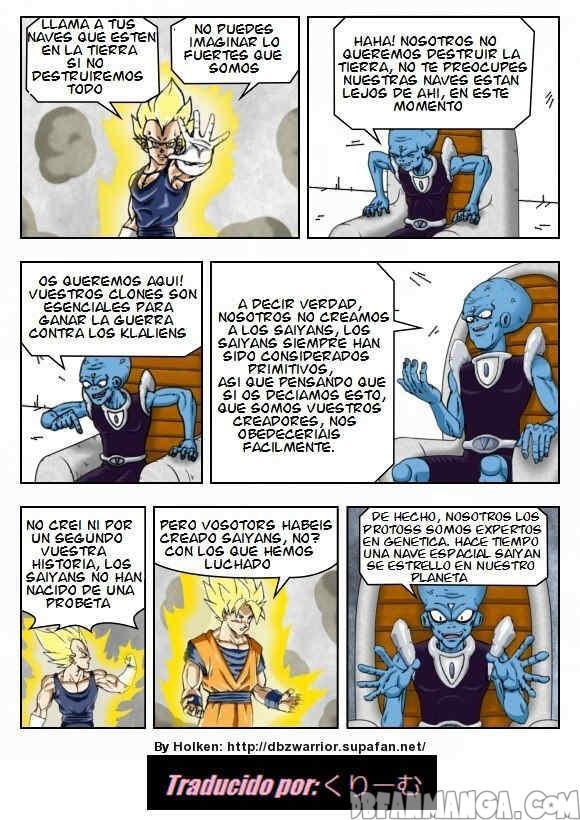 LLAMA A TUS
NAVES QUE ESTEN
EN LA TIERRA
SI NO
DESTRUIREMOS
TODO
NO PUEDES
IMAGINAR LO
FUERTES QUE
SOMOS
HAHA! NOSOTROS NO
QUEREMOS DESTRUIR LA
TIERRA, NO TE PREOCUPES
NUESTRAS NAVES ESTAN
LEJOS DE AHI, EN ESTE
MOMENTO
OS QUEREMOS AQUI!
VUESTROS CLONES SON
ESENCIALES PARA
GANAR LA GUERRA
CONTRA LOS KLALIENS
A DECIR VERDAD,
NOSOTROS NO CREAMOS
A LOS SAIYANS, LOS
SAIYANS SIEMPRE HAN
SIDO CONSIDERADOS
PRIMITIVOS,
ASI QUE PENSANDO QUE
SI OS DECIAMOS ESTO,
QUE SOMOS VUESTROS
CREADORES, NOS
OBEDECERIAIS
FACILMENTE.
NO CREI NI POR
UN SEGUNDO
VUESTRA
HISTORIA, LOS
SAIYANS NO HAN
NACIDO DE UNA
PROBETA
PERO VOSOTORS HABEIS
CREADO SAIYANS, NO?
CON LOS QUE HEMOS
LUCHADO
DE HECHO, NOSOTROS LOS
PROTOSS SOMOS EXPERTOS
EN GENETICA. HACE TIEMPO
UNA NAVE ESPACIAL SAIYAN
SE ESTRELLO EN NUESTRO
PLANETA
By Holken: http://dbzwarrior.supafan.net/
Traducido por: くりーむ
DBFANMANGA.COM